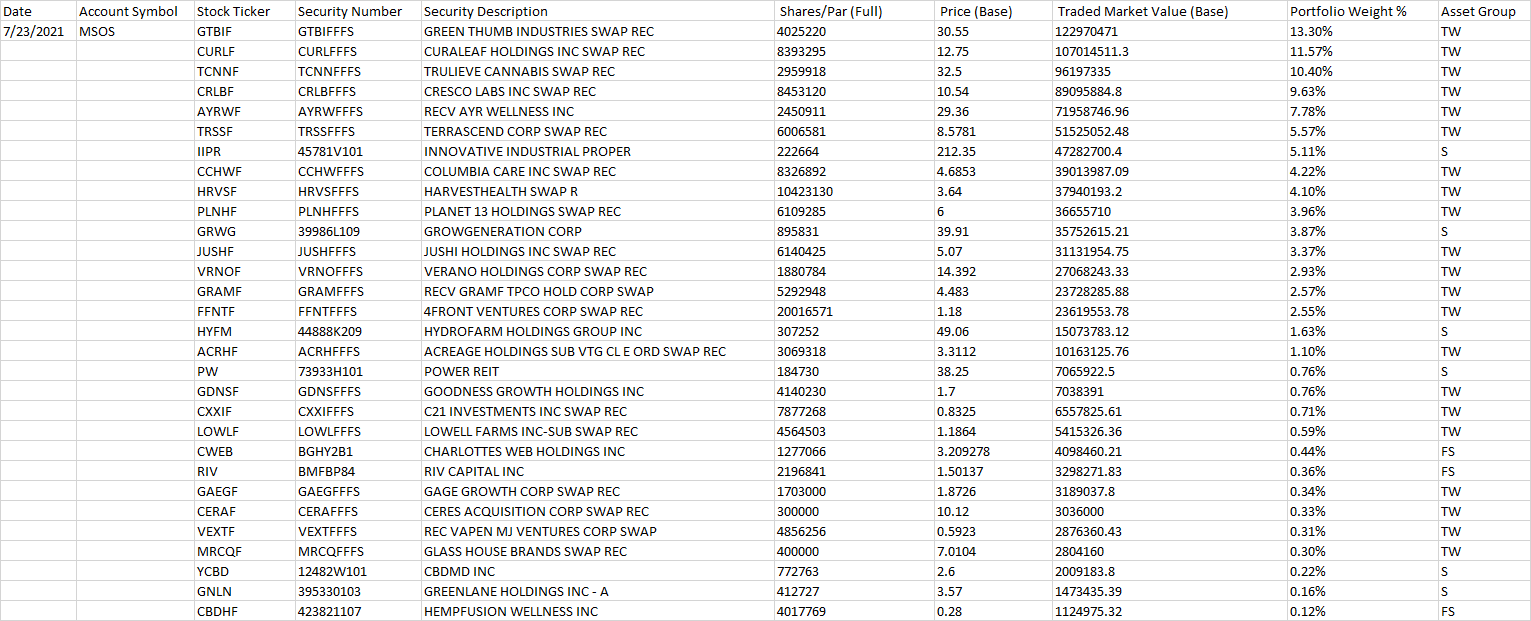 Date Account Symbol Stock Ticker Security Number Security Description Shares/Par (Full) Price (Base) Traded Market Value (Base) Portfolio Weight % Asset Group
7/23/2021 MSOS GTBIF GTBIFFFS GREEN THUMB INDUSTRIES SWAP REC 4025220 30.55 122970471 13.30% TW
CURLF CURLFFFS CURALEAF HOLDINGS INC SWAP REC 8393295 12.75 107014511.3 11.57% TW
TCNNF TCNNFFFS TRULIEVE CANNABIS SWAP REC 2959918 32.5 96197335 10.40% TW
CRLBF CRLBFFFS CRESCO LABS INC SWAP REC 8453120 10.54 89095884.8 9.63% TW
AYRWF AYRWFFFS RECV AYR WELLNESS INC 2450911 29.36 71958746.96 7.78% TW
TRSSF TRSSFFFS TERRASCEND CORP SWAP REC 6006581 8.5781 51525052.48 5.57% TW
IIPR 45781V101 INNOVATIVE INDUSTRIAL PROPER 222664 212.35 47282700.4 5.11% S
CCHWF CCHWFFFS COLUMBIA CARE INC SWAP REC 8326892 4.6853 39013987.09 4.22% TW
HRVSF HRVSFFFS HARVESTHEALTH SWAP R 10423130 3.64 37940193.2 4.10% TW
PLNHF PLNHFFFS PLANET 13 HOLDINGS SWAP REC 6109285 6 36655710 3.96% TW
GRWG 39986L109 GROWGENERATION CORP 895831 39.91 35752615.21 3.87% S
JUSHF JUSHFFFS JUSHI HOLDINGS INC SWAP REC 6140425 5.07 31131954.75 3.37% TW
VRNOF VRNOFFFS VERANO HOLDINGS CORP SWAP REC 1880784 14.392 27068243.33 2.93% TW
GRAMF GRAMFFFS RECV GRAMF TPCO HOLD CORP SWAP 5292948 4.483 23728285.88 2.57% TW
FFNTF FFNTFFFS 4FRONT VENTURES CORP SWAP REC 20016571 1.18 23619553.78 2.55% TW
HYFM 44888K209 HYDROFARM HOLDINGS GROUP INC 307252 49.06 15073783.12 1.63% S
ACRHF ACRHFFFS ACREAGE HOLDINGS SUB VTG CL E ORD SWAP REC 3069318 3.3112 10163125.76 1.10% TW
PW 73933H101 POWER REIT 184730 38.25 7065922.5 0.76% S
GDNSF GDNSFFFS GOODNESS GROWTH HOLDINGS INC 4140230 1.7 7038391 0.76% TW
CXXIF CXXIFFFS C21 INVESTMENTS INC SWAP REC 7877268 0.8325 6557825.61 0.71% TW
LOWLF LOWLFFFS LOWELL FARMS INC-SUB SWAP REC 4564503 1.1864 5415326.36 0.59% TW
CWEB BGHY2B1 CHARLOTTES WEB HOLDINGS INC 1277066 3.209278 4098460.21 0.44% FS
RIV BMFBP84 RIV CAPITAL INC 2196841 1.50137 3298271.83 0.36% FS
GAEGF GAEGFFFS GAGE GROWTH CORP SWAP REC 1703000 1.8726 3189037.8 0.34% TW
CERAF CERAFFFS CERES ACQUISITION CORP SWAP REC 300000 10.12 3036000 0.33% TW
VEXTF VEXTFFFS REC VAPEN MJ VENTURES CORP SWAP 4856256 0.5923 2876360.43 0.31% TW
MRCQF MRCQFFFS GLASS HOUSE BRANDS SWAP REC 400000 7.0104 2804160 0.30% TW
YCBD 12482W101 CBDMD INC 772763 2.6 2009183.8 0.22% S
GNLN 395330103 GREENLANE HOLDINGS INC - A 412727 3.57 1473435.39 0.16% S
CBDHF 423821107 HEMPFUSION WELLNESS INC 4017769 0.28 1124975.32 0.12% FS